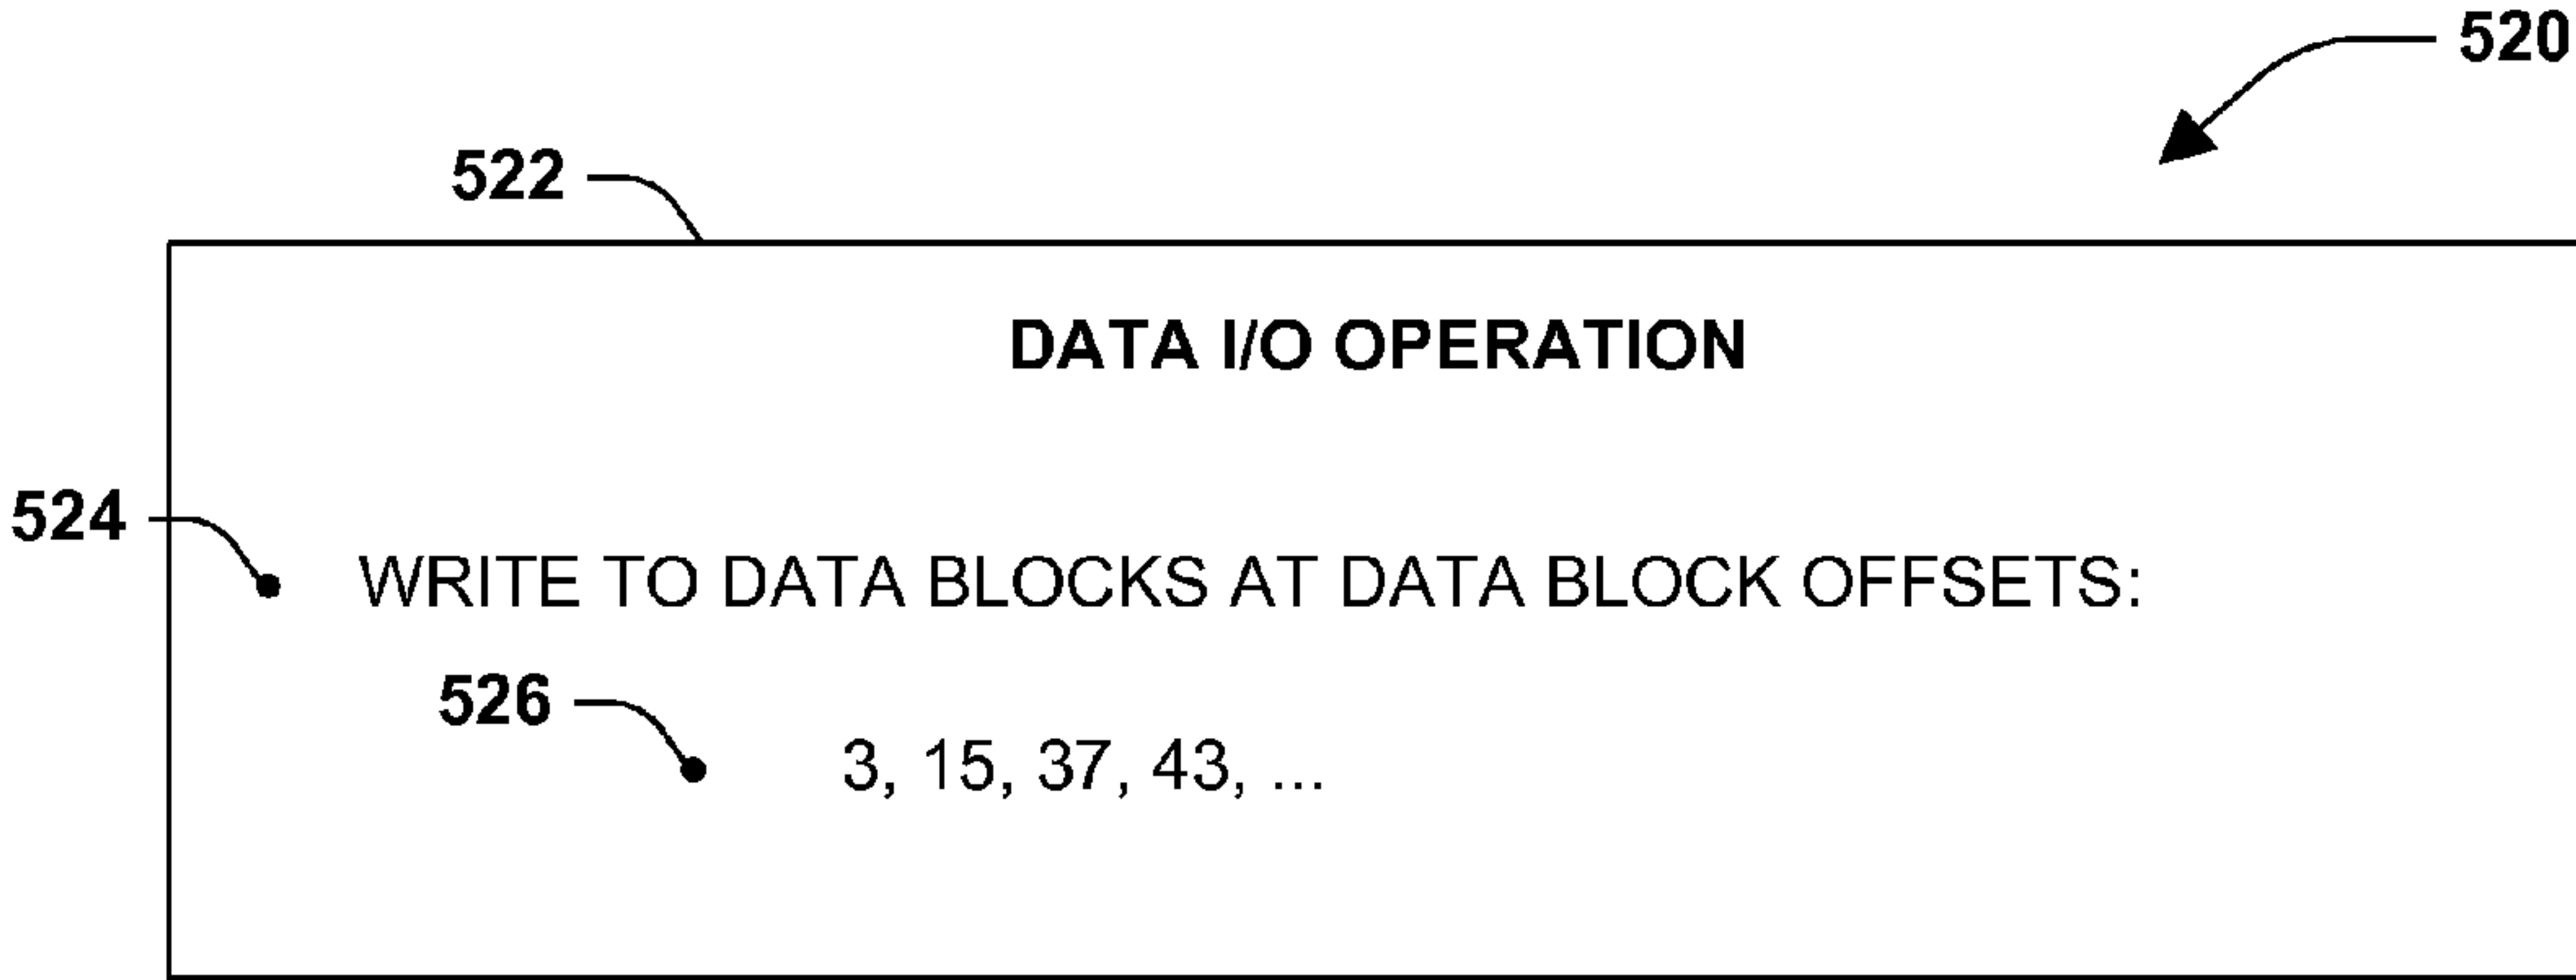 520
522
DATA I/O OPERATION
524
WRITE TO DATA BLOCKS AT DATA BLOCK OFFSETS:
526
3, 15, 37, 43, ...